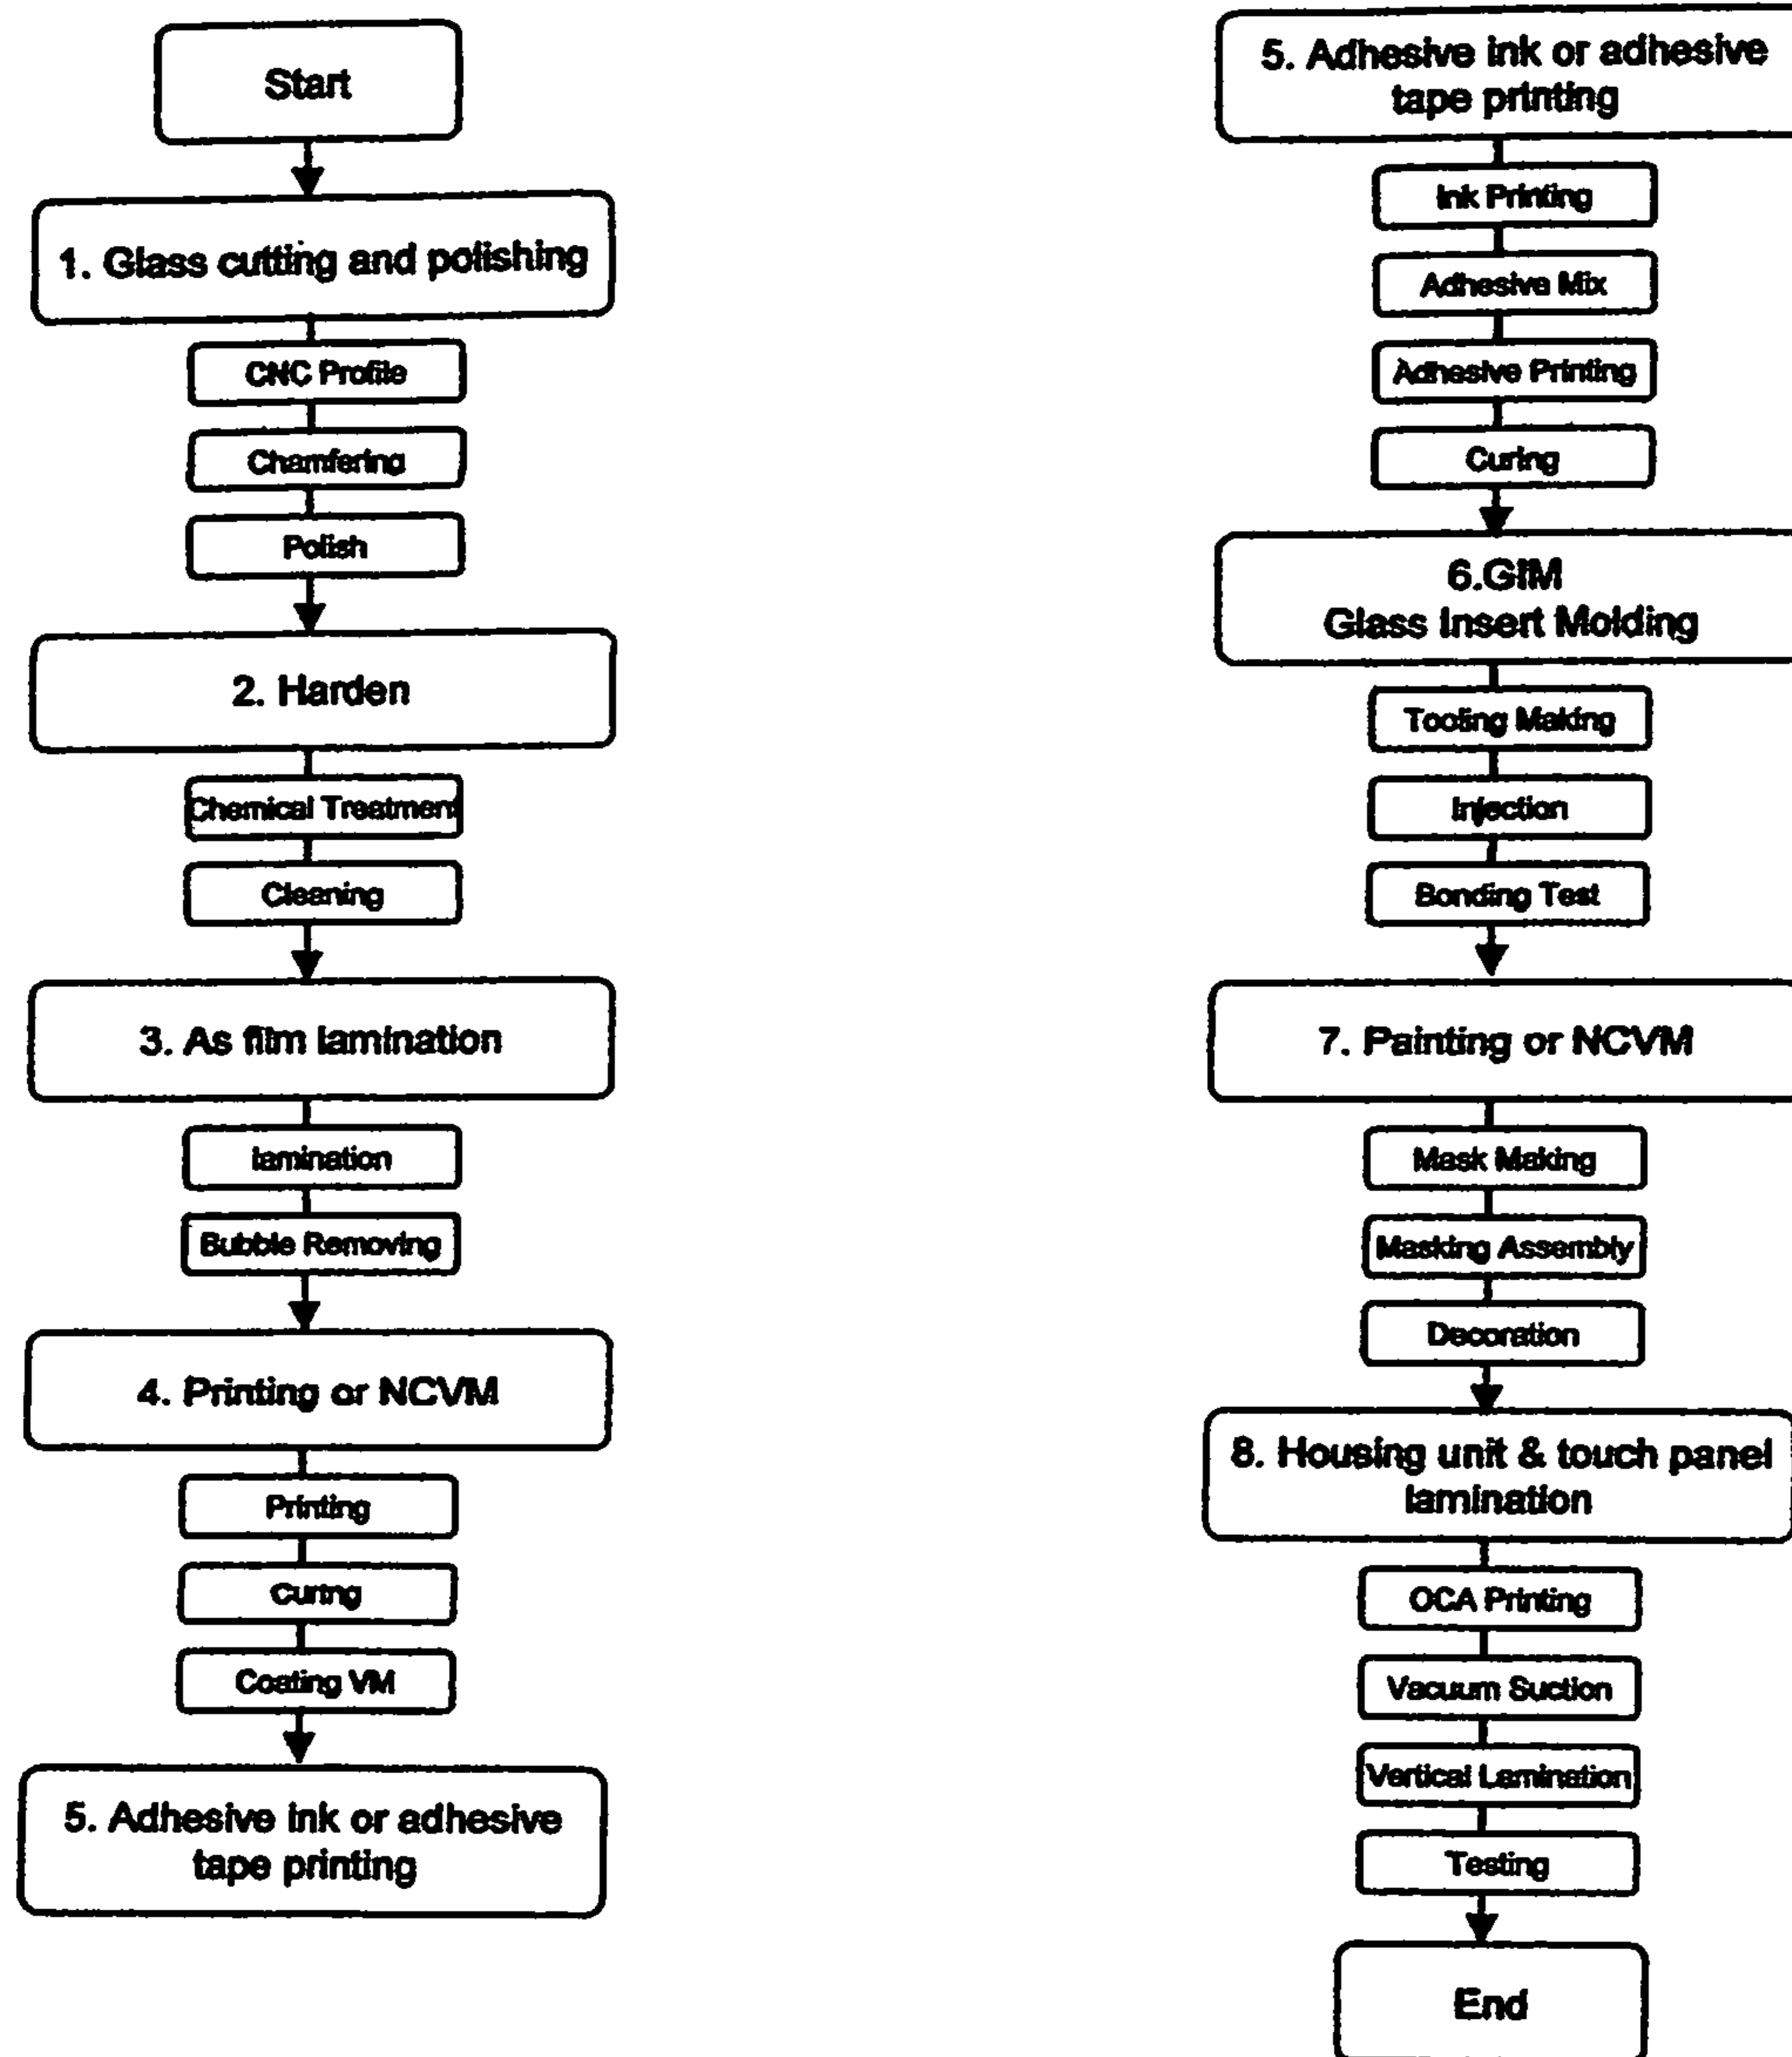 Start
1. Glass cutting and polishing
CNC Profile
Chamfering
Polish
2. Harden
Chemical Treatment
Cleaning
3. As film lamination
lamination
Bubble Removing
4. Printing or NCVM
Printing
Curing
Coating VM
5. Adhesive ink or adhesive
tape printing
5. Adhesive ink or adhesive
tape printing
Ink Printing
Adhesive Mix
Adhesive Printing
Curing
6.GIM
Glass Insert Molding
Tooling Making
Injection
Bonding Test
7. Painting or NCVM
Mask Making
Masking Assembly
Decoration
8. Housing unit & touch panel
lamination
OCA Printing
Vacuum Suction
Vertical Lamination
Testing
End